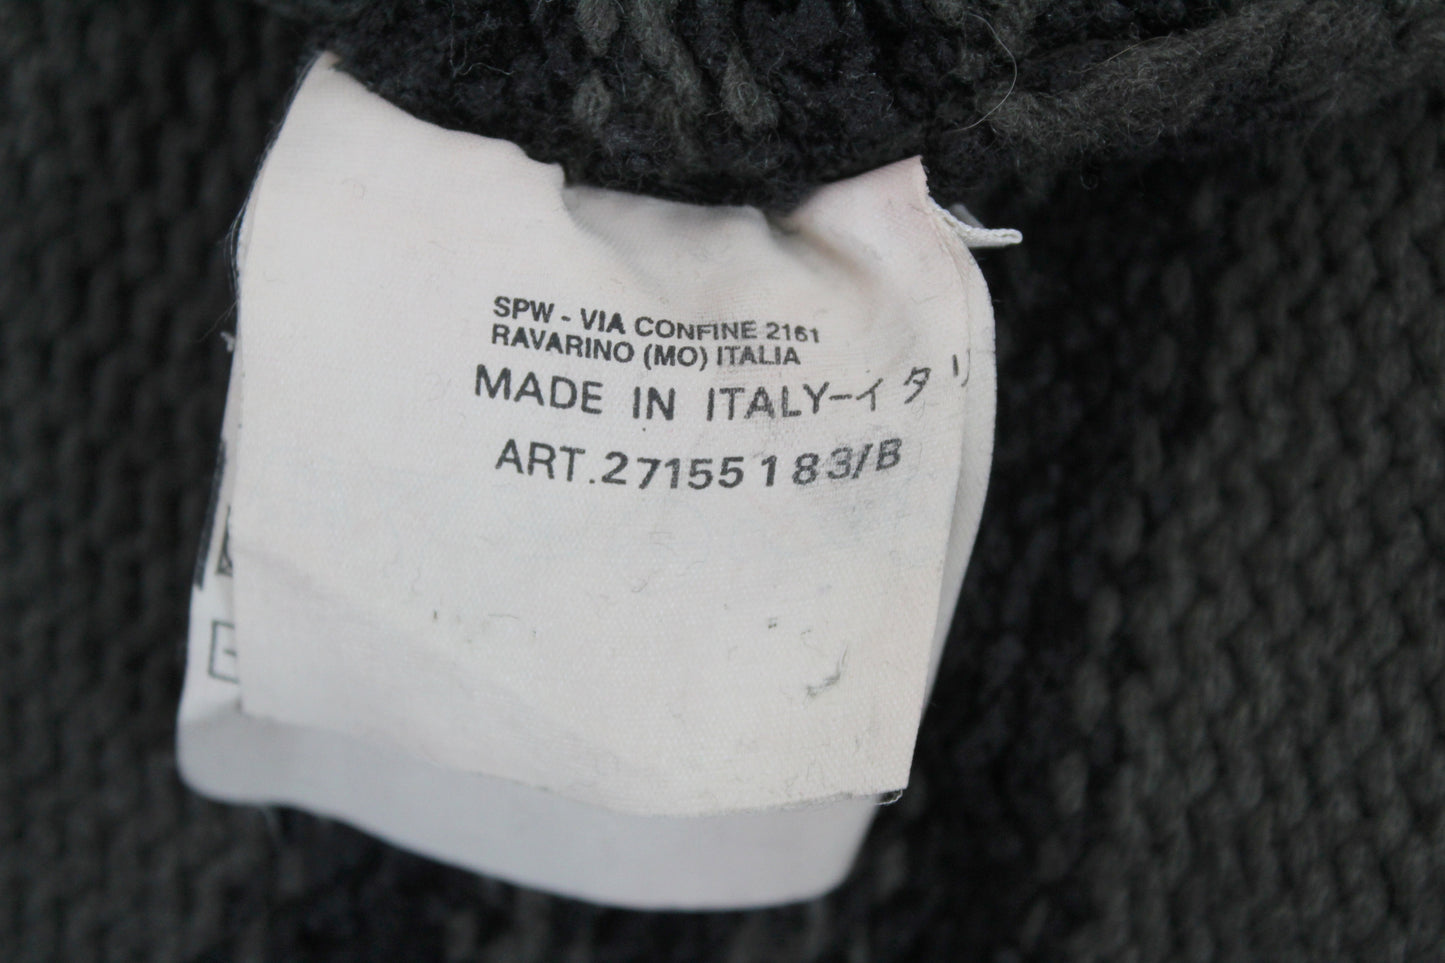 SPW - VIA CONFINE 2161
RAVARINO (MO) ITALIA
MADE IN ITALY-イタリ
ART.27155183/B